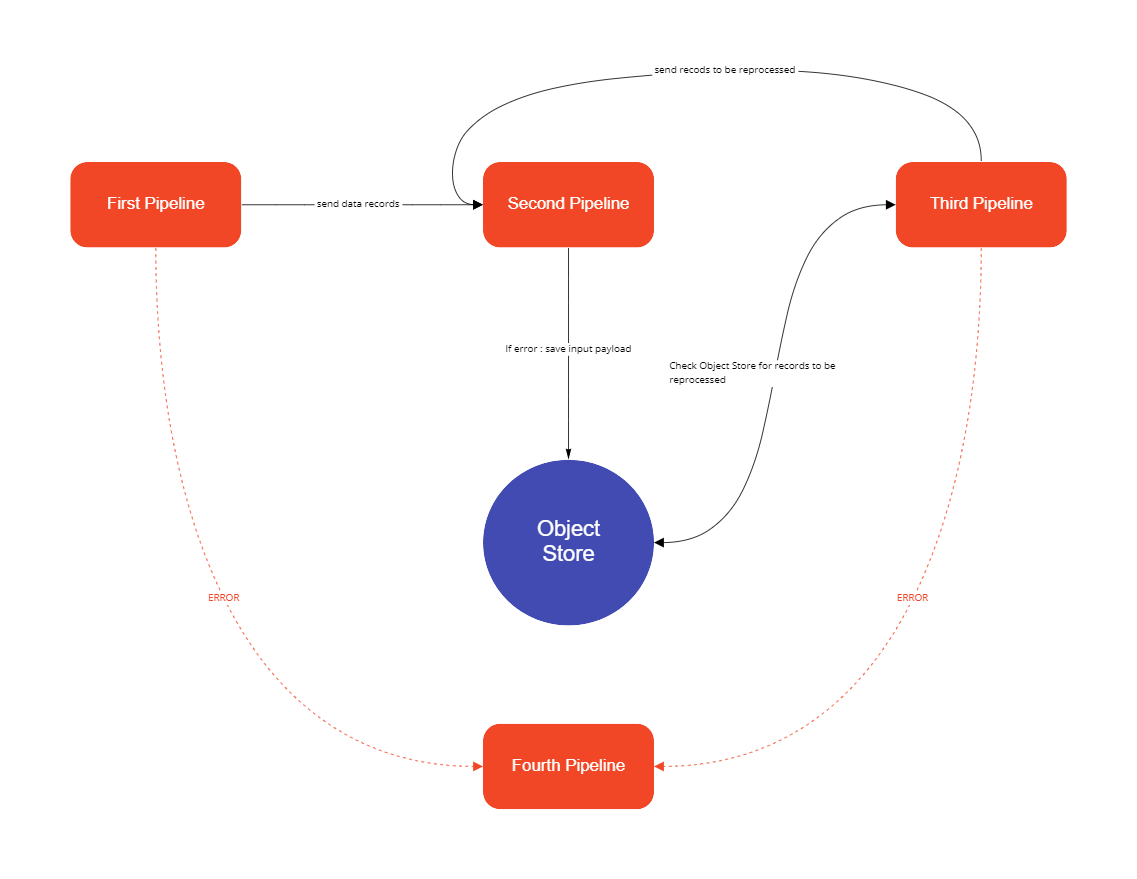 send recods to be reprocessed
First Pipeline
send data records
Second Pipeline
Third Pipeline
If error : save input payload
Check Object Store for records to be
reprocessed
Object
Store
ERROR
ERROR
Fourth Pipeline